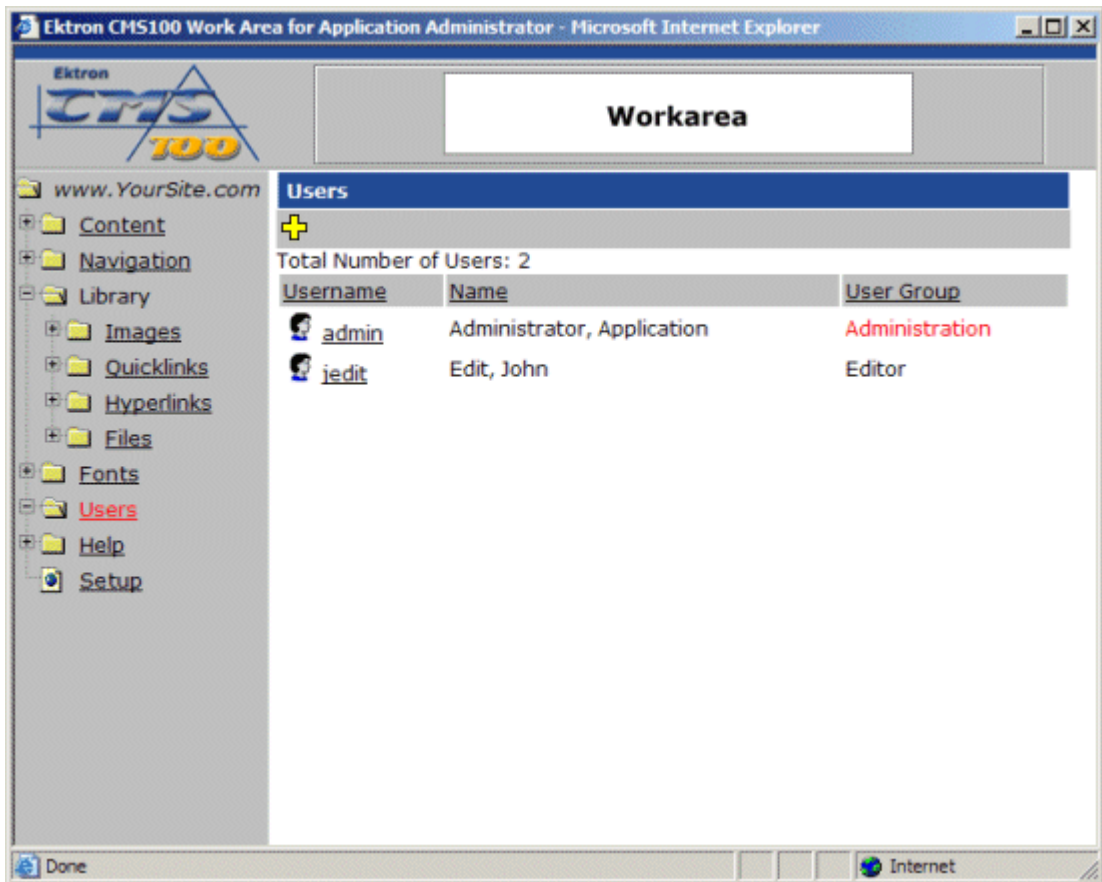 Ektron CMS100 Work Area for Application Administrator - Microsoft Internet Explorer
Ektron
CMS
100
Workarea
www.YourSite.com
Content
Navigation
Library
Images
Quicklinks
Hyperlinks
Files
Fonts
Users
Help
Setup
Users
Total Number of Users: 2
Username Name User Group
admin Administrator, Application Administration
jedit Edit, John Editor
Done Internet